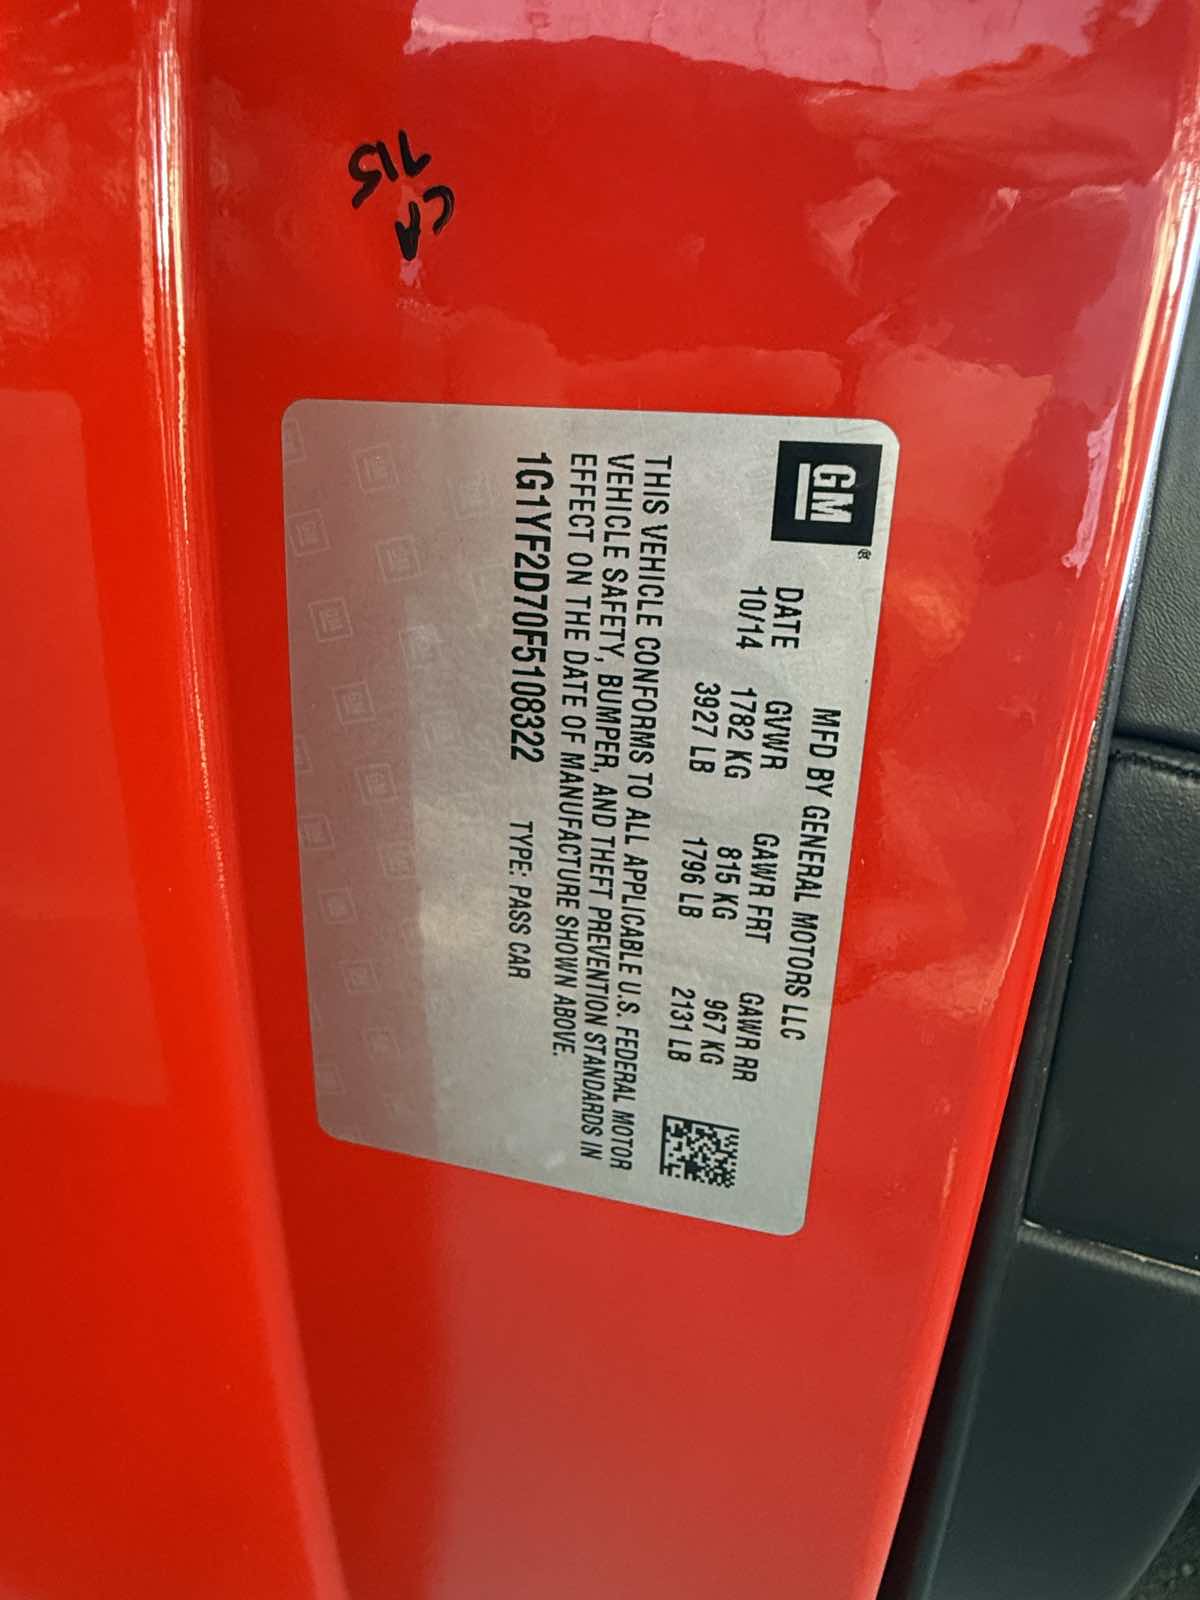 CA
715
GM
®
MFD BY GENERAL MOTORS LLC
DATE GVWR GAWR FRT GAWR RR
10/14 1782 KG 815 KG 967 KG
3927 LB 1796 LB 2131 LB
THIS VEHICLE CONFORMS TO ALL APPLICABLE U.S. FEDERAL MOTOR
VEHICLE SAFETY, BUMPER, AND THEFT PREVENTION STANDARDS IN
EFFECT ON THE DATE OF MANUFACTURE SHOWN ABOVE.
1G1YF2D70F5108322 TYPE: PASS CAR